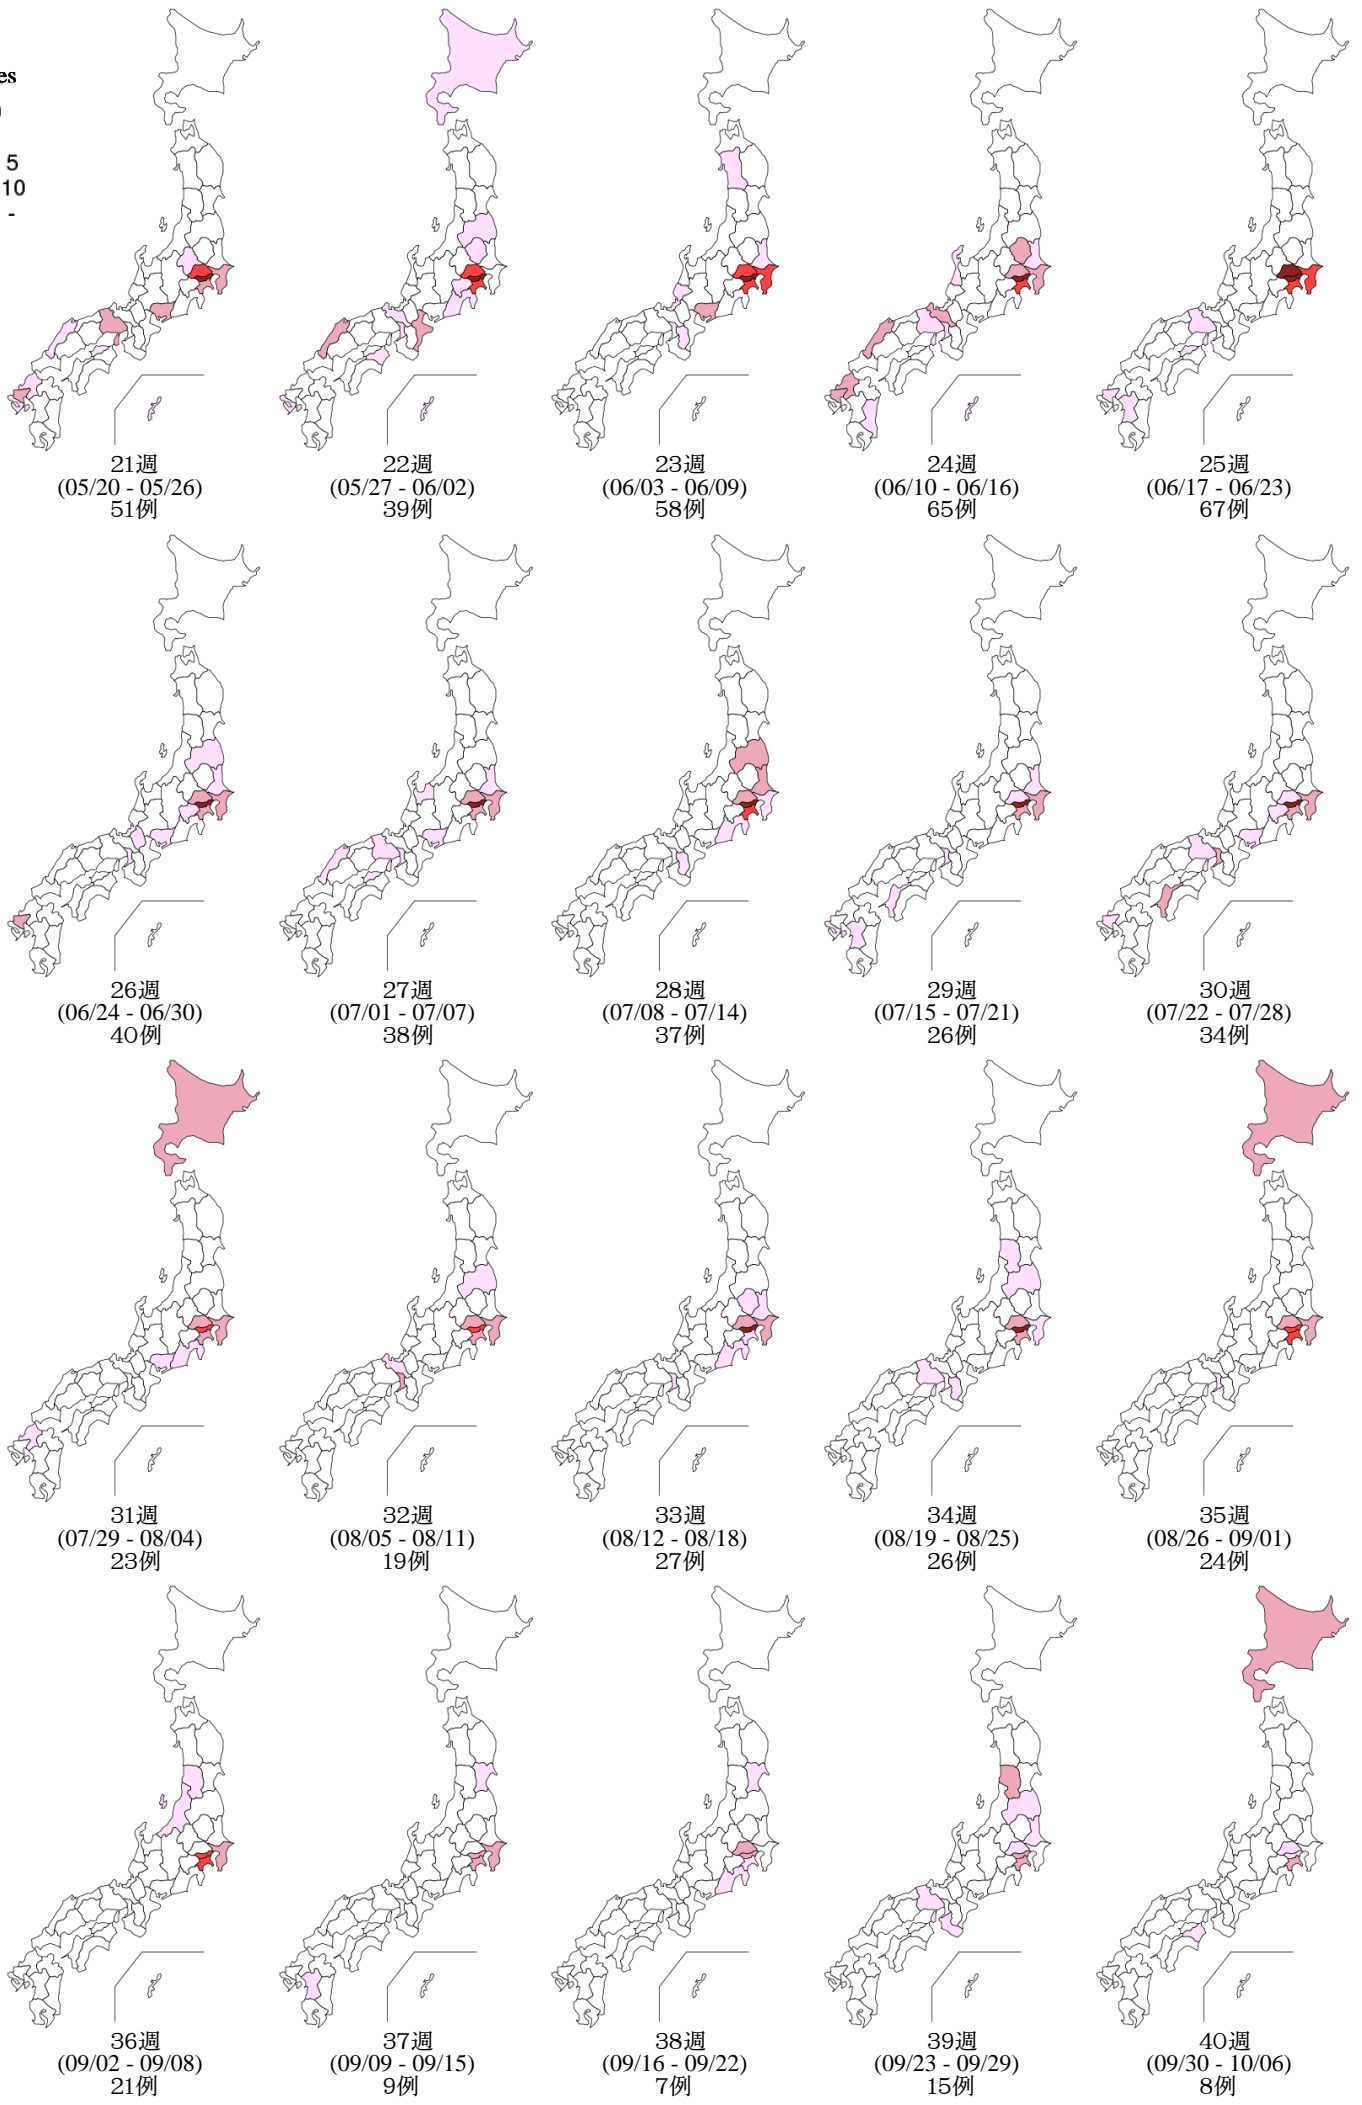 es
5
10
-
21週
(05/20 - 05/26)
51例
22週
(05/27 - 06/02)
39例
23週
(06/03 - 06/09)
58例
24週
(06/10 - 06/16)
65例
25週
(06/17 - 06/23)
67例
26週
(06/24 - 06/30)
40例
27週
(07/01 - 07/07)
38例
28週
(07/08 - 07/14)
37例
29週
(07/15 - 07/21)
26例
30週
(07/22 - 07/28)
34例
31週
(07/29 - 08/04)
23例
32週
(08/05 - 08/11)
19例
33週
(08/12 - 08/18)
27例
34週
(08/19 - 08/25)
26例
35週
(08/26 - 09/01)
24例
36週
(09/02 - 09/08)
21例
37週
(09/09 - 09/15)
9例
38週
(09/16 - 09/22)
7例
39週
(09/23 - 09/29)
15例
40週
(09/30 - 10/06)
8例